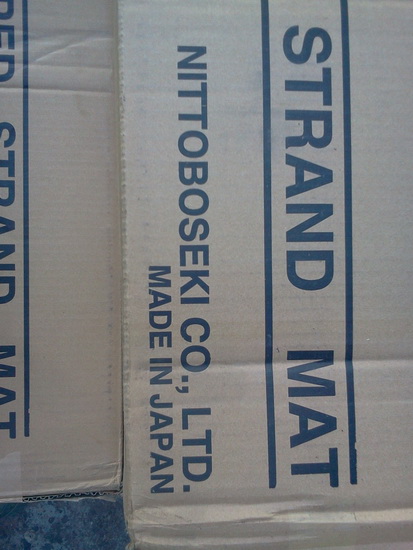 STRAND MAT
NITTOBOSEKI CO., LTD.
MADE IN JAPAN
STRAND MAT